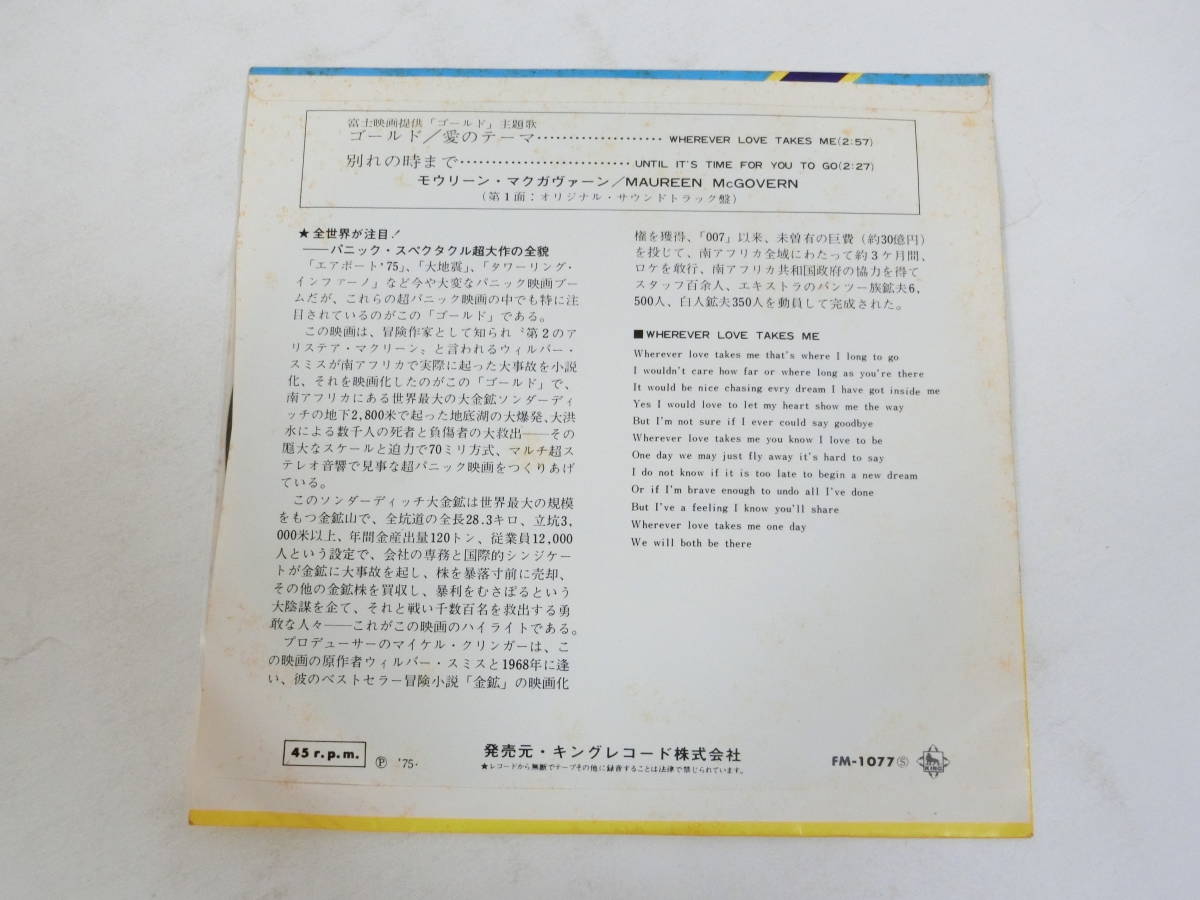 富士映画提供「ゴールド」主題歌
ゴールド／愛のテーマ・・・・・・・・・・・・・・・・・・・・WHEREVER LOVE TAKES ME(2:57)
別れの時まで・・・・・・・・・・・・・・・・・・・・・・・・・・・UNTIL IT'S TIME FOR YOU TO GO(2:27)
モウリーン・マクガヴァーン／MAUREEN McGOVERN
（第1面：オリジナル・サウンドトラック盤）
★全世界が注目！
──パニック・スペクタクル超大作の全貌
「エアポート'75」、「大地震」、「タワーリング・
インファーノ」など今や大変なパニック映画ブー
ムだが、これらの超パニック映画の中でも特に注
目されているのがこの「ゴールド」である。
この映画は、冒険作家として知られ〝第2のア
リステア・マクリーン〟と言われるウィルバー・
スミスが南アフリカで実際に起った大事故を小説
化、それを映画化したのがこの「ゴールド」で、
南アフリカにある世界最大の大金鉱ソンダーディ
ッチの地下2,800米で起った地底湖の大爆発、大洪
水による数千人の死者と負傷者の大救出──その
厖大なスケールと迫力で70ミリ方式、マルチ超ス
テレオ音響で見事な超パニック映画をつくりあげ
ている。
このソンダーディッチ大金鉱は世界最大の規模
をもつ金鉱山で、全坑道の全長28.3キロ、立坑3,
000米以上、年間金産出量120トン、従業員12,000
人という設定で、会社の専務と国際的シンジケー
トが金鉱に大事故を起し、株を暴落寸前に売却、
その他の金鉱株を買収し、暴利をむさぼるという
大陰謀を企て、それと戦い千数百名を救出する勇
敢な人々──これがこの映画のハイライトである。
プロデューサーのマイケル・クリンガーは、こ
の映画の原作者ウィルバー・スミスと1968年に逢
い、彼のベストセラー冒険小説「金鉱」の映画化
権を獲得、「007」以来、未曽有の巨費（約30億円）
を投じて、南アフリカ全域にわたって約3ケ月間、
ロケを敢行、南アフリカ共和国政府の協力を得て
スタッフ百余人、エキストラのバンツー族鉱夫6,
500人、白人鉱夫350人を動員して完成された。
■WHEREVER LOVE TAKES ME
Wherever love takes me that's where I long to go
I wouldn't care how far or where long as you're there
It would be nice chasing evry dream I have got inside me
Yes I would love to let my heart show me the way
But I'm not sure if I ever could say goodbye
Wherever love takes me you know I love to be
One day we may just fly away it's hard to say
I do not know if it is too late to begin a new dream
Or if I'm brave enough to undo all I've done
But I've a feeling I know you'll share
Wherever love takes me one day
We will both be there
45 r.p.m. Ⓟ '75・
発売元・キングレコード株式会社
★レコードから無断でテープその他に録音することは法律で禁じられています。
FM-1077Ⓢ
KING